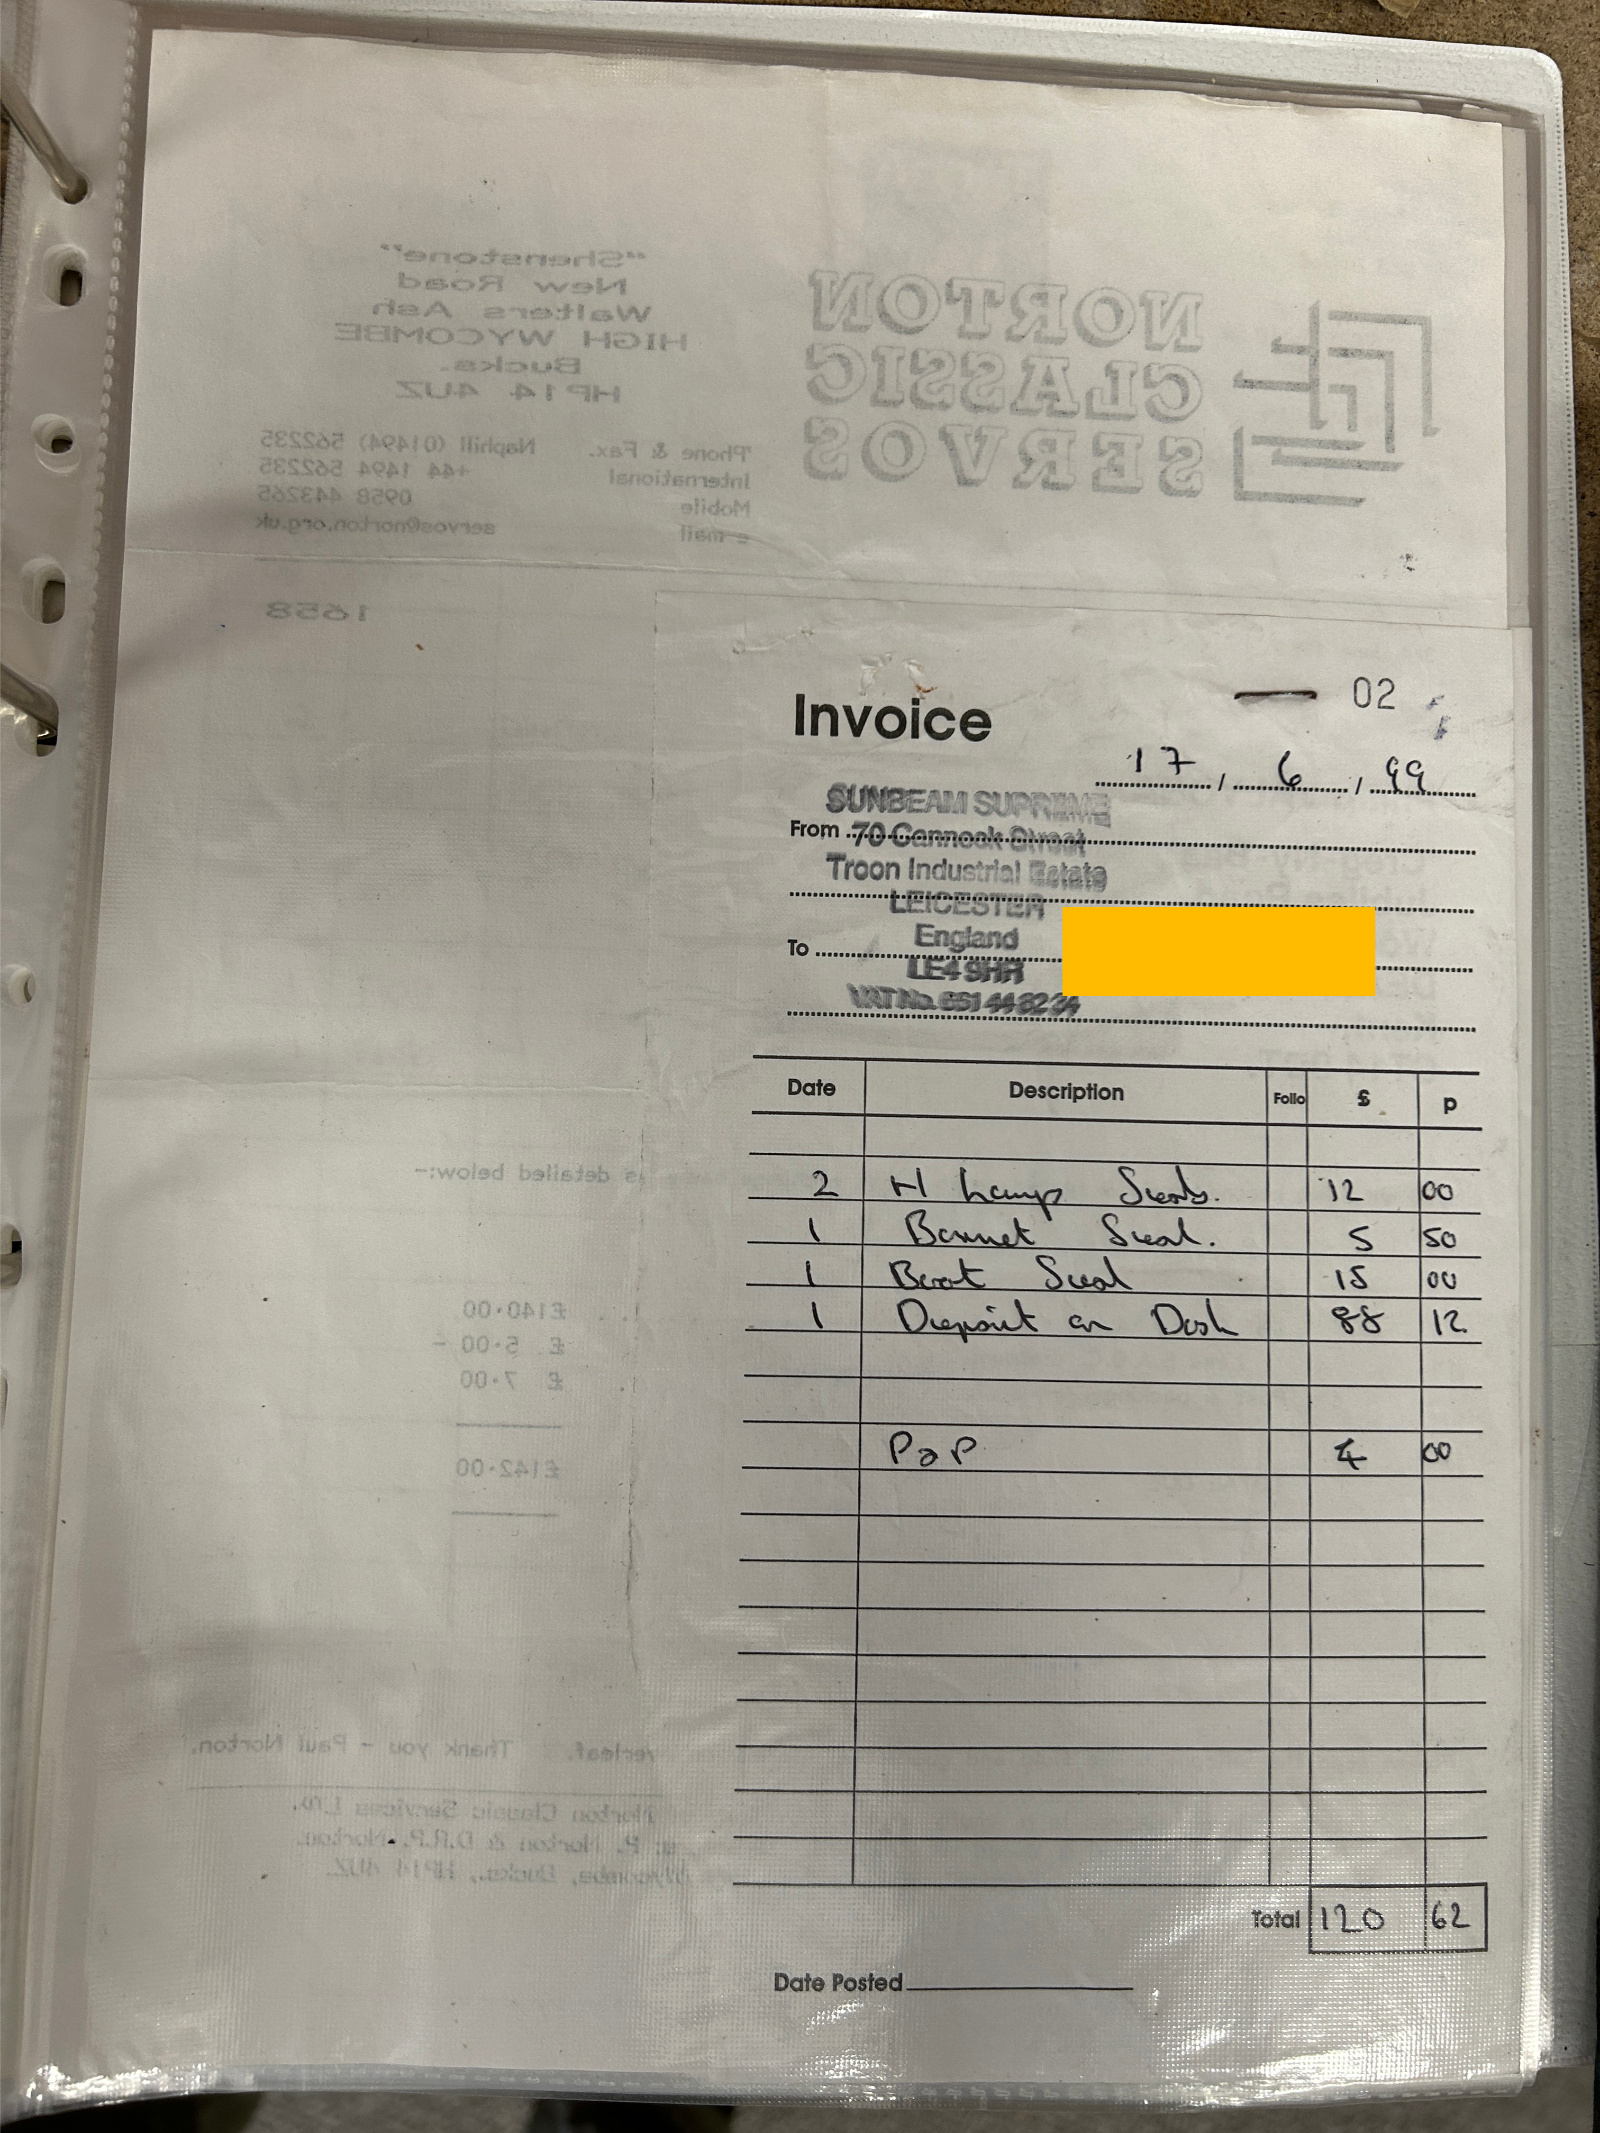 "Shenstone"
New Road
Walters Ash
HIGH WYCOMBE
Bucks.
HP14 4UZ
NORTON
CLASSIC
SERVOS
Phone & Fax. Naphill (01494) 562235
International +44 1494 562235
Mobile 0958 443265
e mail servos@norton.org.uk
1658
s detailed below:-
£140.00
£ 5.00 -
£ 7.00
£142.00
verleaf. Thank you - Paul Norton.
Norton Classic Services
P. Norton & D.R.P. Norton.
Wycombe, Bucks., HP14 4UZ
Invoice
02
17 / 6 / 99
SUNBEAM SUPREME
From 70 Cannock Street
Troon Industrial Estate
LEICESTER
England
To
LE4 9HR
VAT No. 651 44 82 34
Date Description Folio £ p
2 H Lamp Seals. 12 00
1 Bonnet Seal. 5 50
1 Boot Seal 15 00
1 Deposit on Dash 88 12
P&P 4 00
Total 120 62
Date Posted